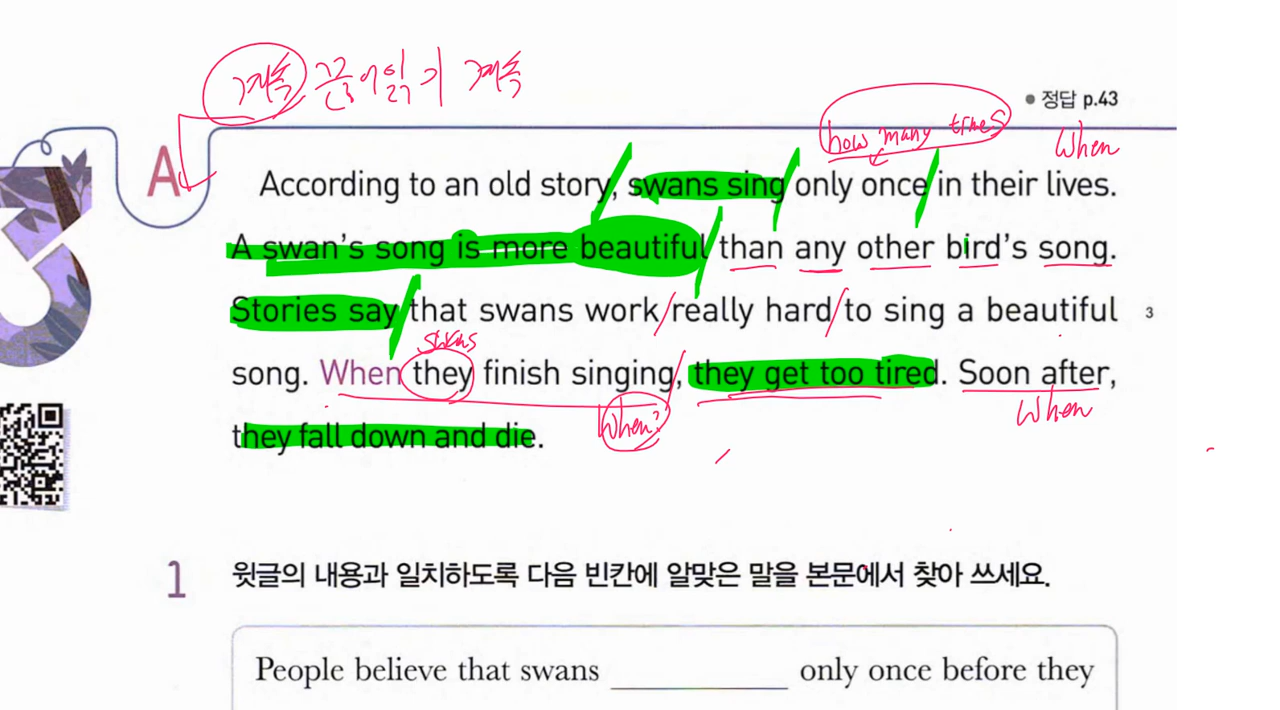 계속 끊어읽기 계속
● 정답 p.43
how many times
When
A
According to an old story, swans sing only once in their lives.
A swan's song is more beautiful than any other bird's song.
Stories say that swans work really hard to sing a beautiful
3
swans
song. When they finish singing, they get too tired. Soon after,
When?
When
they fall down and die.
1 윗글의 내용과 일치하도록 다음 빈칸에 알맞은 말을 본문에서 찾아 쓰세요.
People believe that swans __________ only once before they